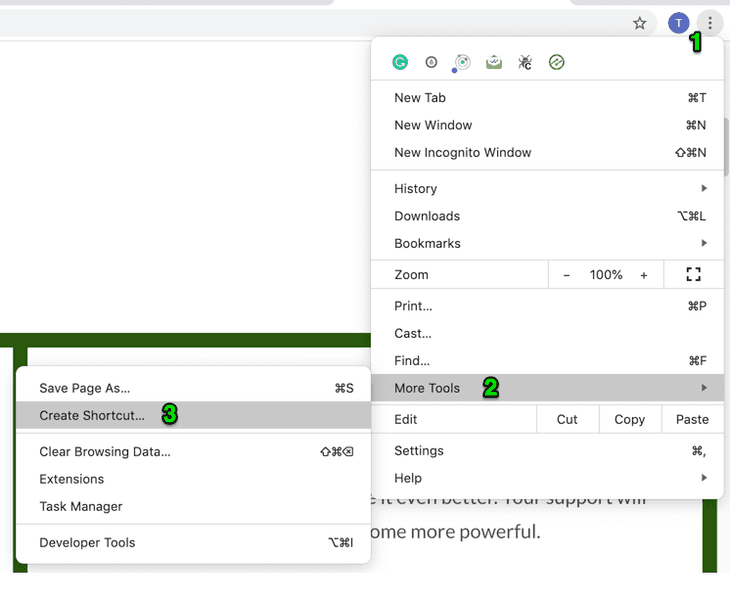 T
1
New Tab ⌘T
New Window ⌘N
New Incognito Window ⇧⌘N
History
Downloads ⌥⌘L
Bookmarks
Zoom − 100% +
Print... ⌘P
Cast...
Find... ⌘F
More Tools 2
Edit Cut Copy Paste
Settings ⌘,
Help
Save Page As... ⌘S
Create Shortcut... 3
Clear Browsing Data... ⇧⌘⌫
Extensions
Task Manager
Developer Tools ⌥⌘I
it even better. Your support will
ome more powerful.